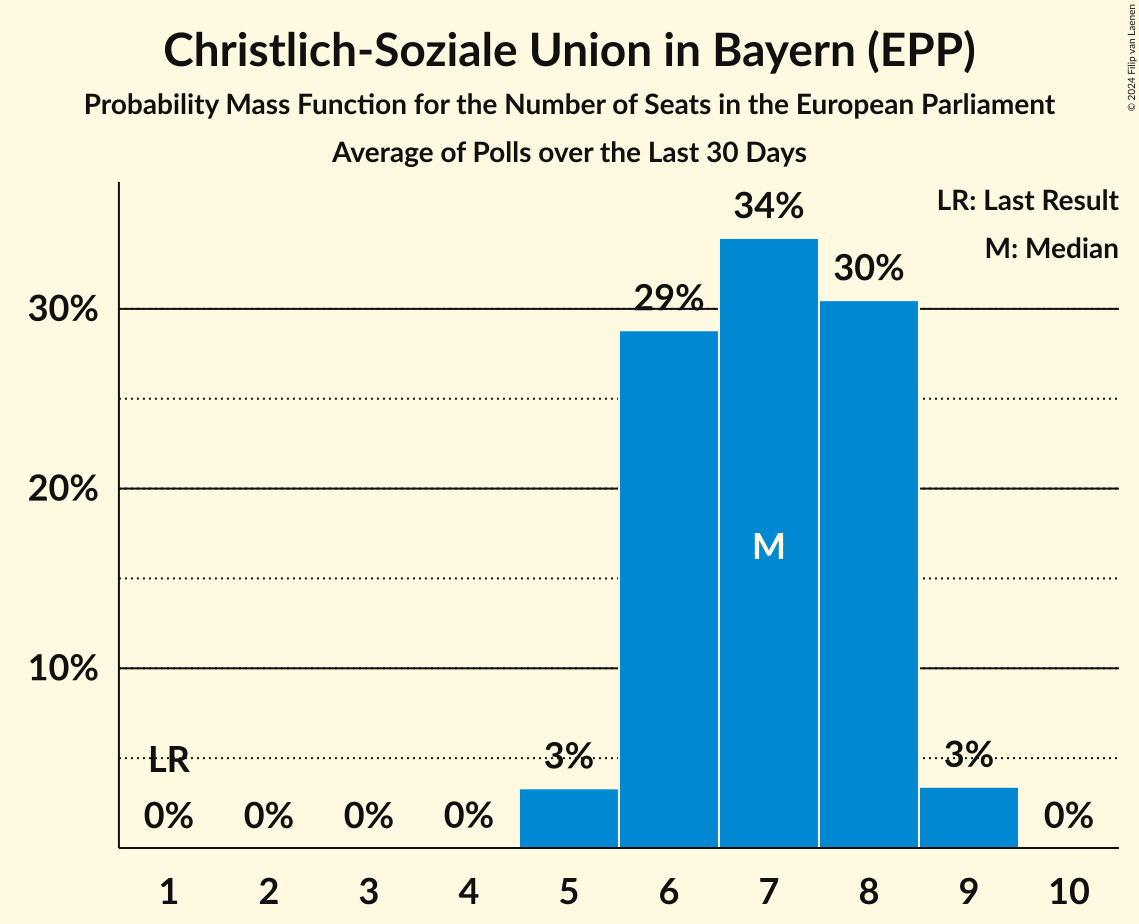 Christlich-Soziale Union in Bayern (EPP)
Probability Mass Function for the Number of Seats in the European Parliament
Average of Polls over the Last 30 Days
© 2024 Filip van Laenen
LR: Last Result
M: Median
34%
30%
29%
30%
20%
M
10%
LR
3%
3%
0%
0%
0%
0%
0%
1 2 3 4 5 6 7 8 9 10